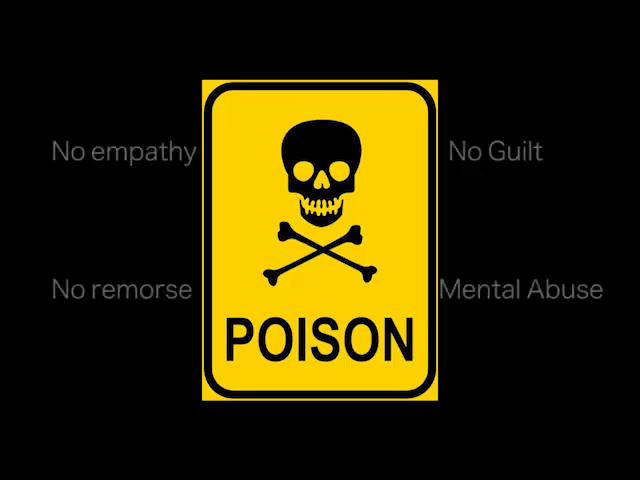 No empathy
No Guilt
No remorse
Mental Abuse
POISON